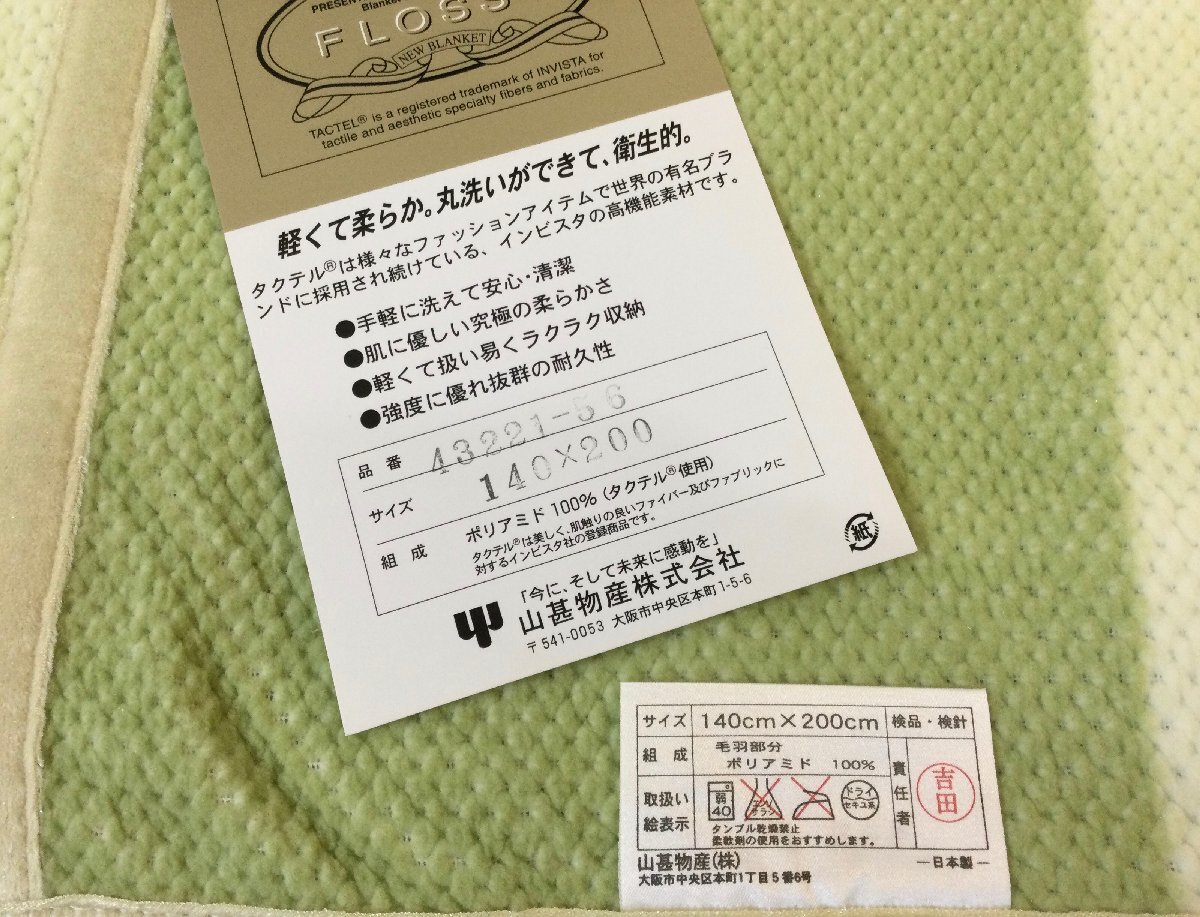 PRESENT
Blanket
FLOSS
NEW BLANKET
TACTEL® is a registered trademark of INVISTA for
tactile and aesthetic specialty fibers and fabrics.
軽くて柔らか。丸洗いができて、衛生的。
タクテル®は様々なファッションアイテムで世界の有名ブラ
ンドに採用され続けている、インビスタの高機能素材です。
●手軽に洗えて安心・清潔
●肌に優しい究極の柔らかさ
●軽くて扱い易くラクラク収納
●強度に優れ抜群の耐久性
品番 43221-56
サイズ 140×200
組成 ポリアミド100%(タクテル®使用)
タクテル®は美しく、肌触りの良いファイバー及びファブリックに
対するインビスタ社の登録商品です。
紙
「今に、そして未来に感動を」
山甚物産株式会社
〒541-0053 大阪市中央区本町1-5-6
サイズ 140cm×200cm 検品・検針
組成 毛羽部分
ポリアミド 100%
責任者 吉田
取扱い
絵表示
弱
40
エンソ
サラシ
ドライ
セキユ系
タンブル乾燥禁止
柔軟剤の使用をおすすめします。
山甚物産(株)
ー日本製ー
大阪市中央区本町1丁目5番6号